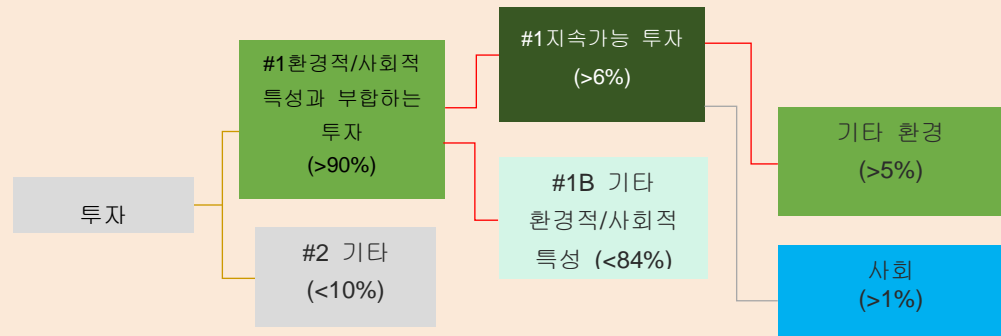 투자
#1환경적/사회적
특성과 부합하는
투자
(>90%)
#2 기타
(<10%)
#1지속가능 투자
(>6%)
#1B 기타
환경적/사회적
특성 (<84%)
기타 환경
(>5%)
사회
(>1%)